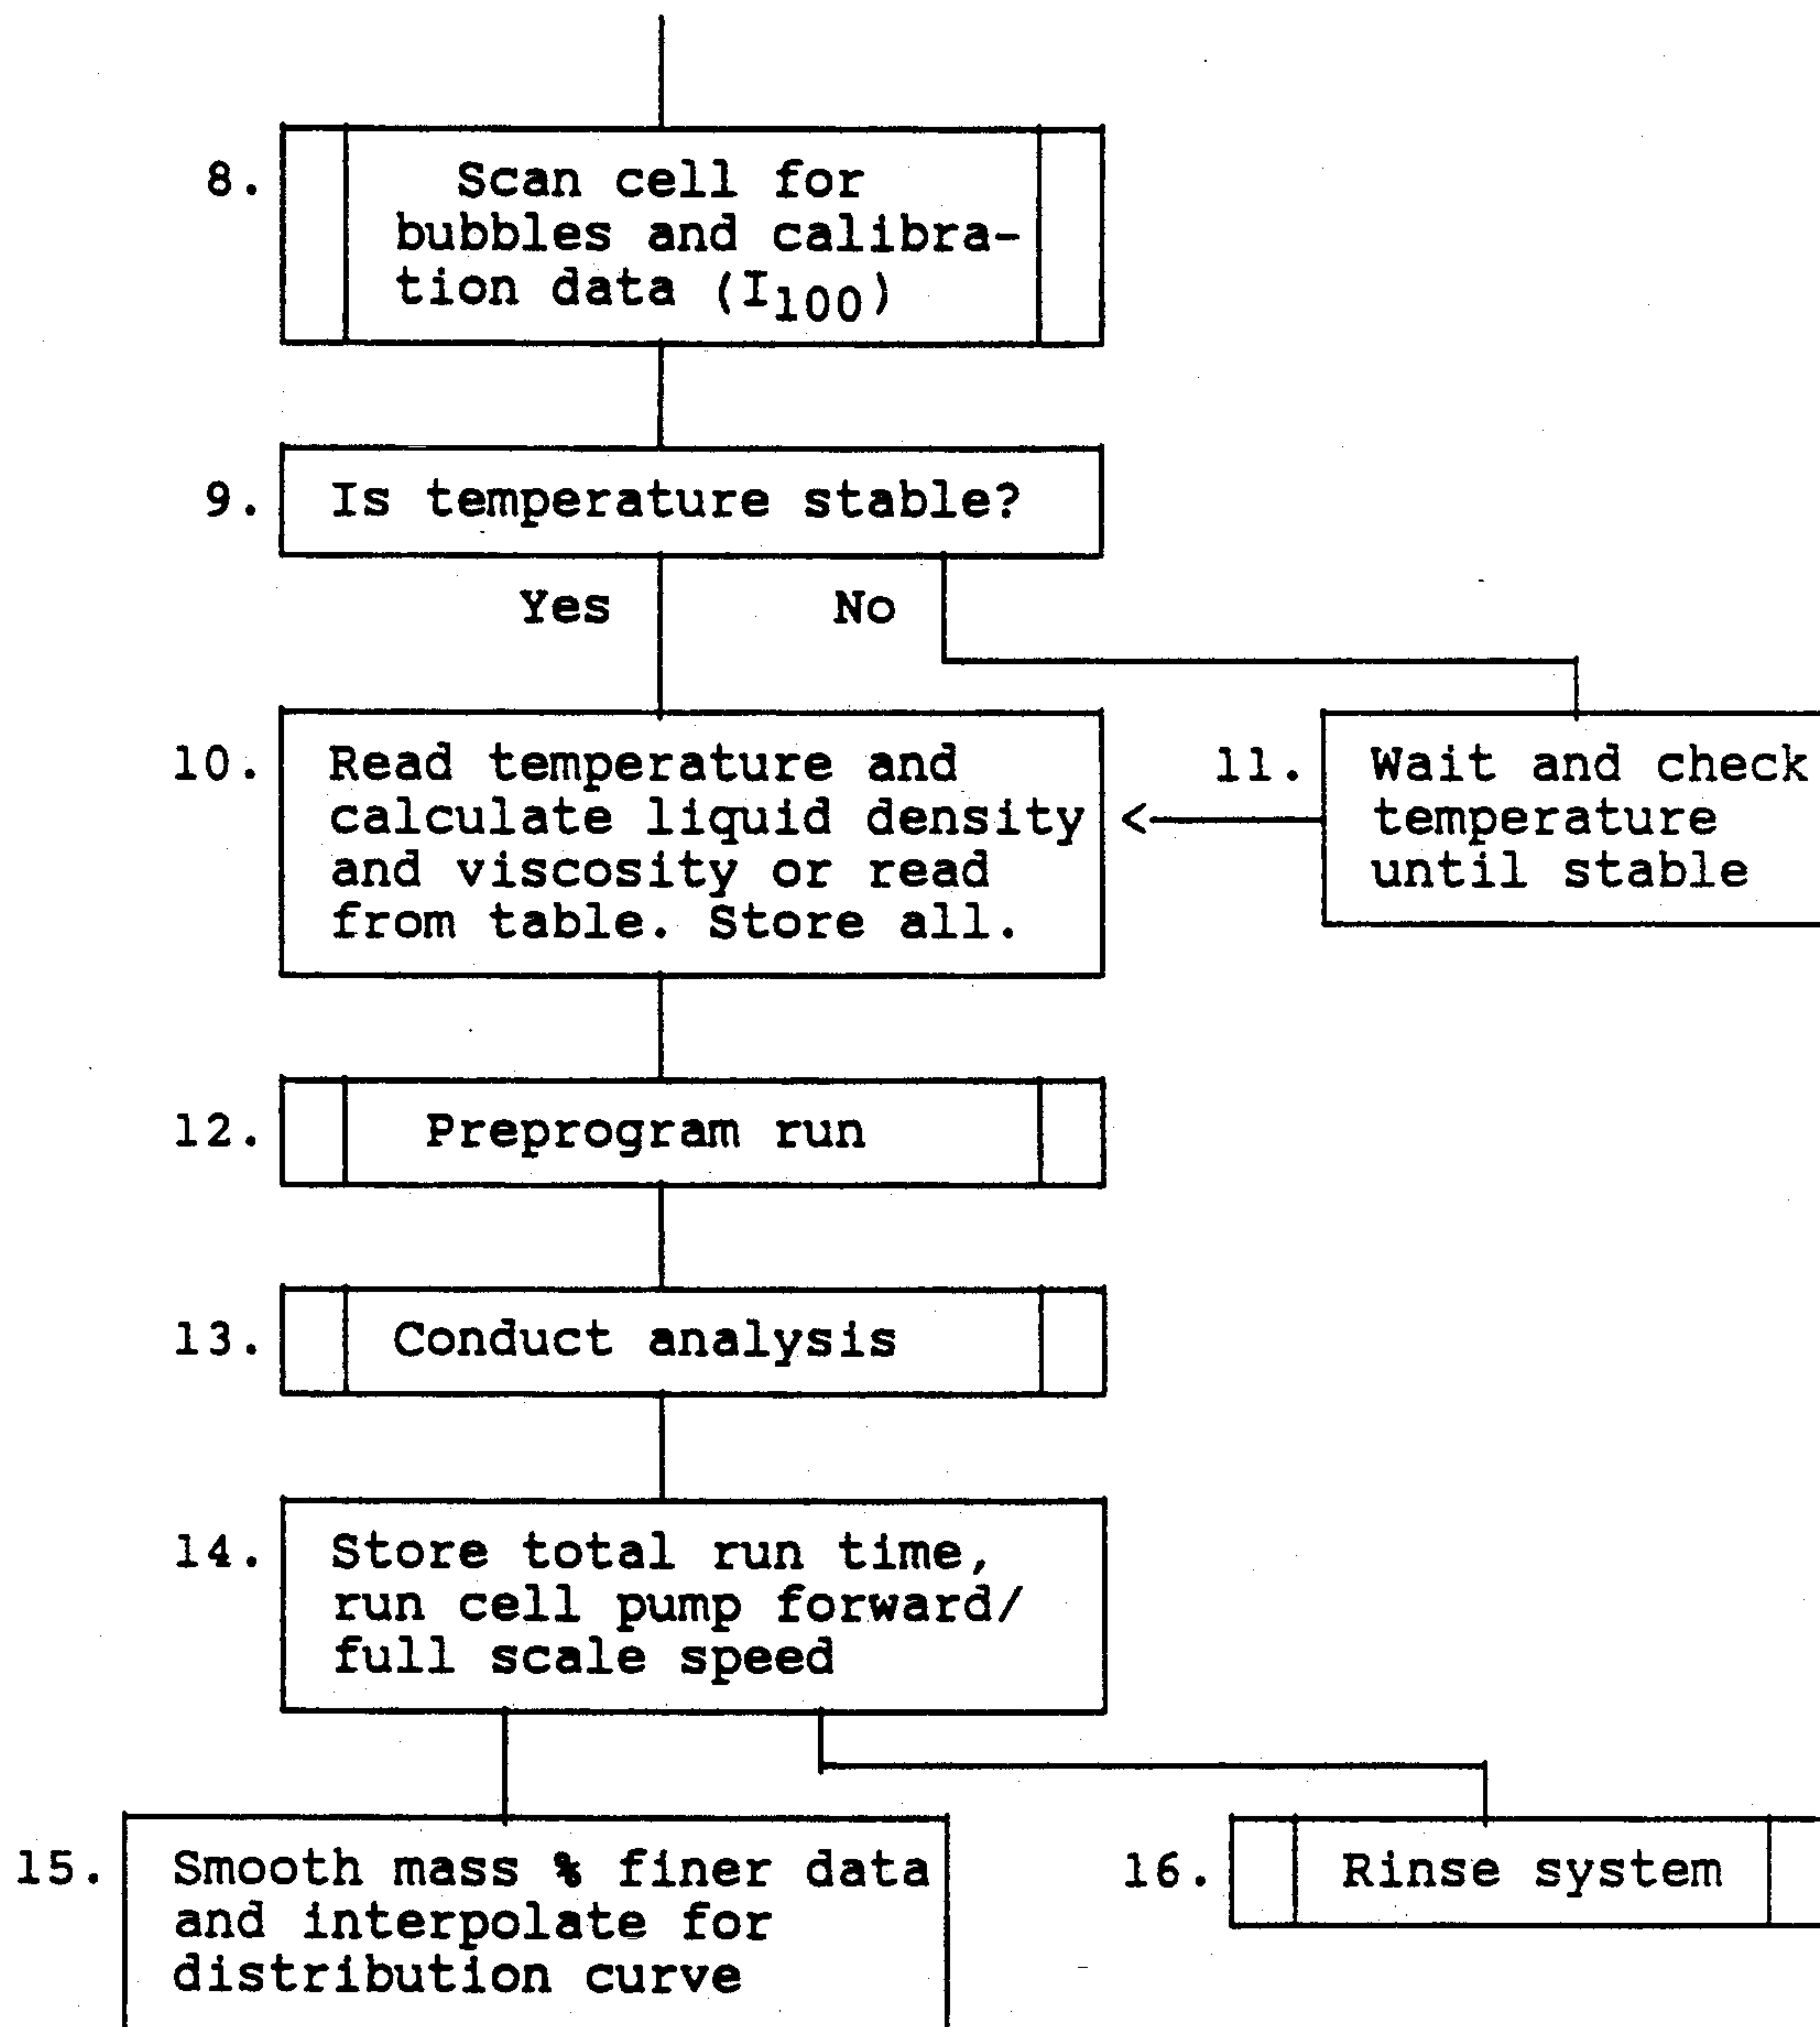 8. Scan cell for
bubbles and calibra-
tion data (I100)
9. Is temperature stable?
Yes No
10. Read temperature and
calculate liquid density
and viscosity or read
from table. Store all.
11. Wait and check
temperature
until stable
12. Preprogram run
13. Conduct analysis
14. Store total run time,
run cell pump forward/
full scale speed
15. Smooth mass % finer data
and interpolate for
distribution curve
16. Rinse system